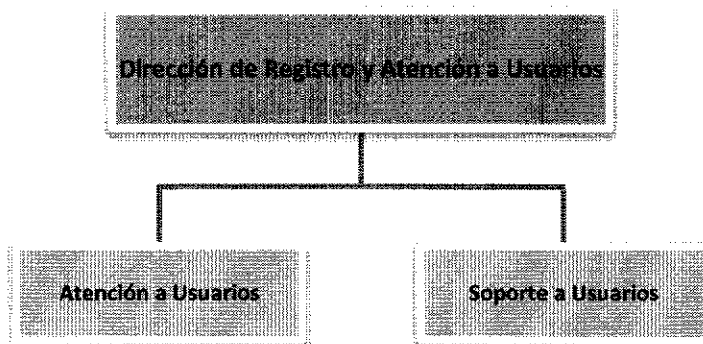 Dirección de Registro y Atención a Usuarios
Atención a Usuarios
Soporte a Usuarios